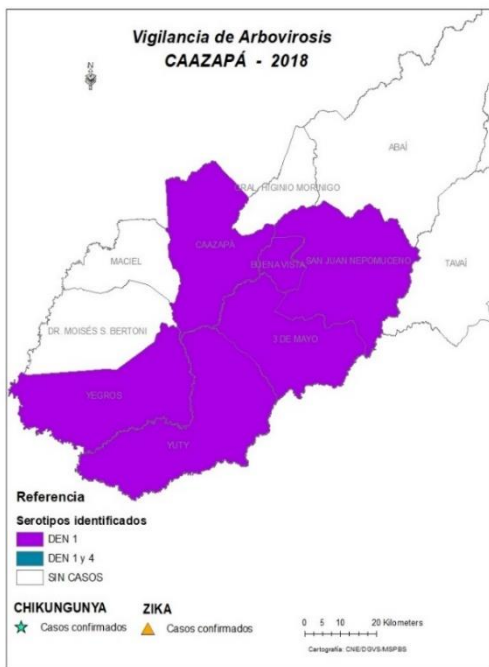 Vigilancia de Arbovirosis
CAAZAPÁ - 2018
N
ABAÍ
GRAL. HIGINIO MORINIGO
CAAZAPÁ
BUENA VISTA
SAN JUAN NEPOMUCENO
MACIEL
TAVAÍ
DR. MOISÉS S. BERTONI
3 DE MAYO
YEGROS
YUTY
Referencia
Serotipos identificados
DEN 1
DEN 1 y 4
SIN CASOS
CHIKUNGUNYA
ZIKA
Casos confirmados
Casos confirmados
0 5 10 20 Kilometers
Cartografía: CNE/DGVS/MSPBS